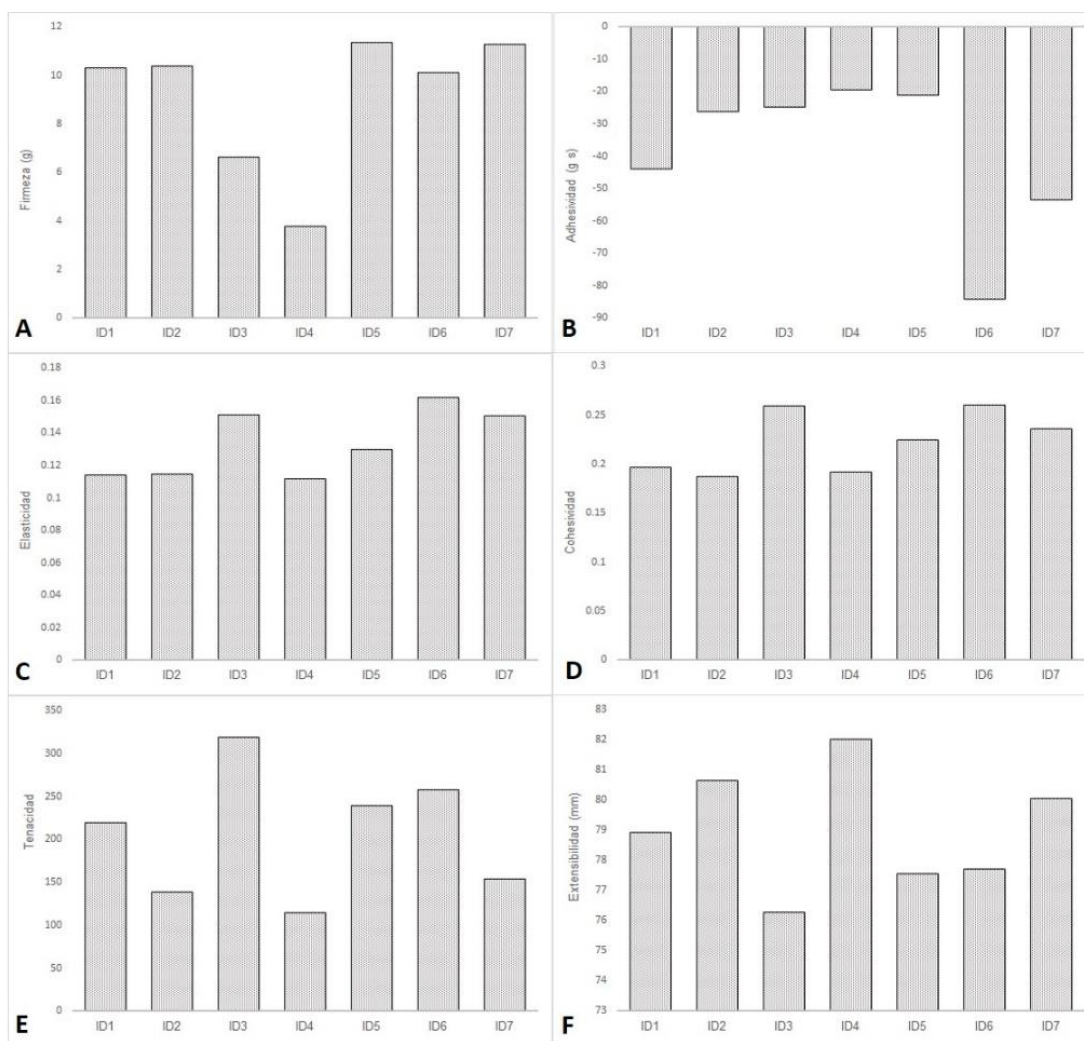 12
10
8
6
4
2
0
Firmeza (g)
ID1 ID2 ID3 ID4 ID5 ID6 ID7
A
0
-10
-20
-30
-40
-50
-60
-70
-80
-90
Adhesividad (g s)
ID1 ID2 ID3 ID4 ID5 ID6 ID7
B
0.18
0.16
0.14
0.12
0.1
0.08
0.06
0.04
0.02
0
Elasticidad
ID1 ID2 ID3 ID4 ID5 ID6 ID7
C
0.3
0.25
0.2
0.15
0.1
0.05
0
Cohesividad
ID1 ID2 ID3 ID4 ID5 ID6 ID7
D
350
300
250
200
150
100
50
0
Tenacidad
ID1 ID2 ID3 ID4 ID5 ID6 ID7
E
83
82
81
80
79
78
77
76
75
74
73
Extensibilidad (mm)
ID1 ID2 ID3 ID4 ID5 ID6 ID7
F